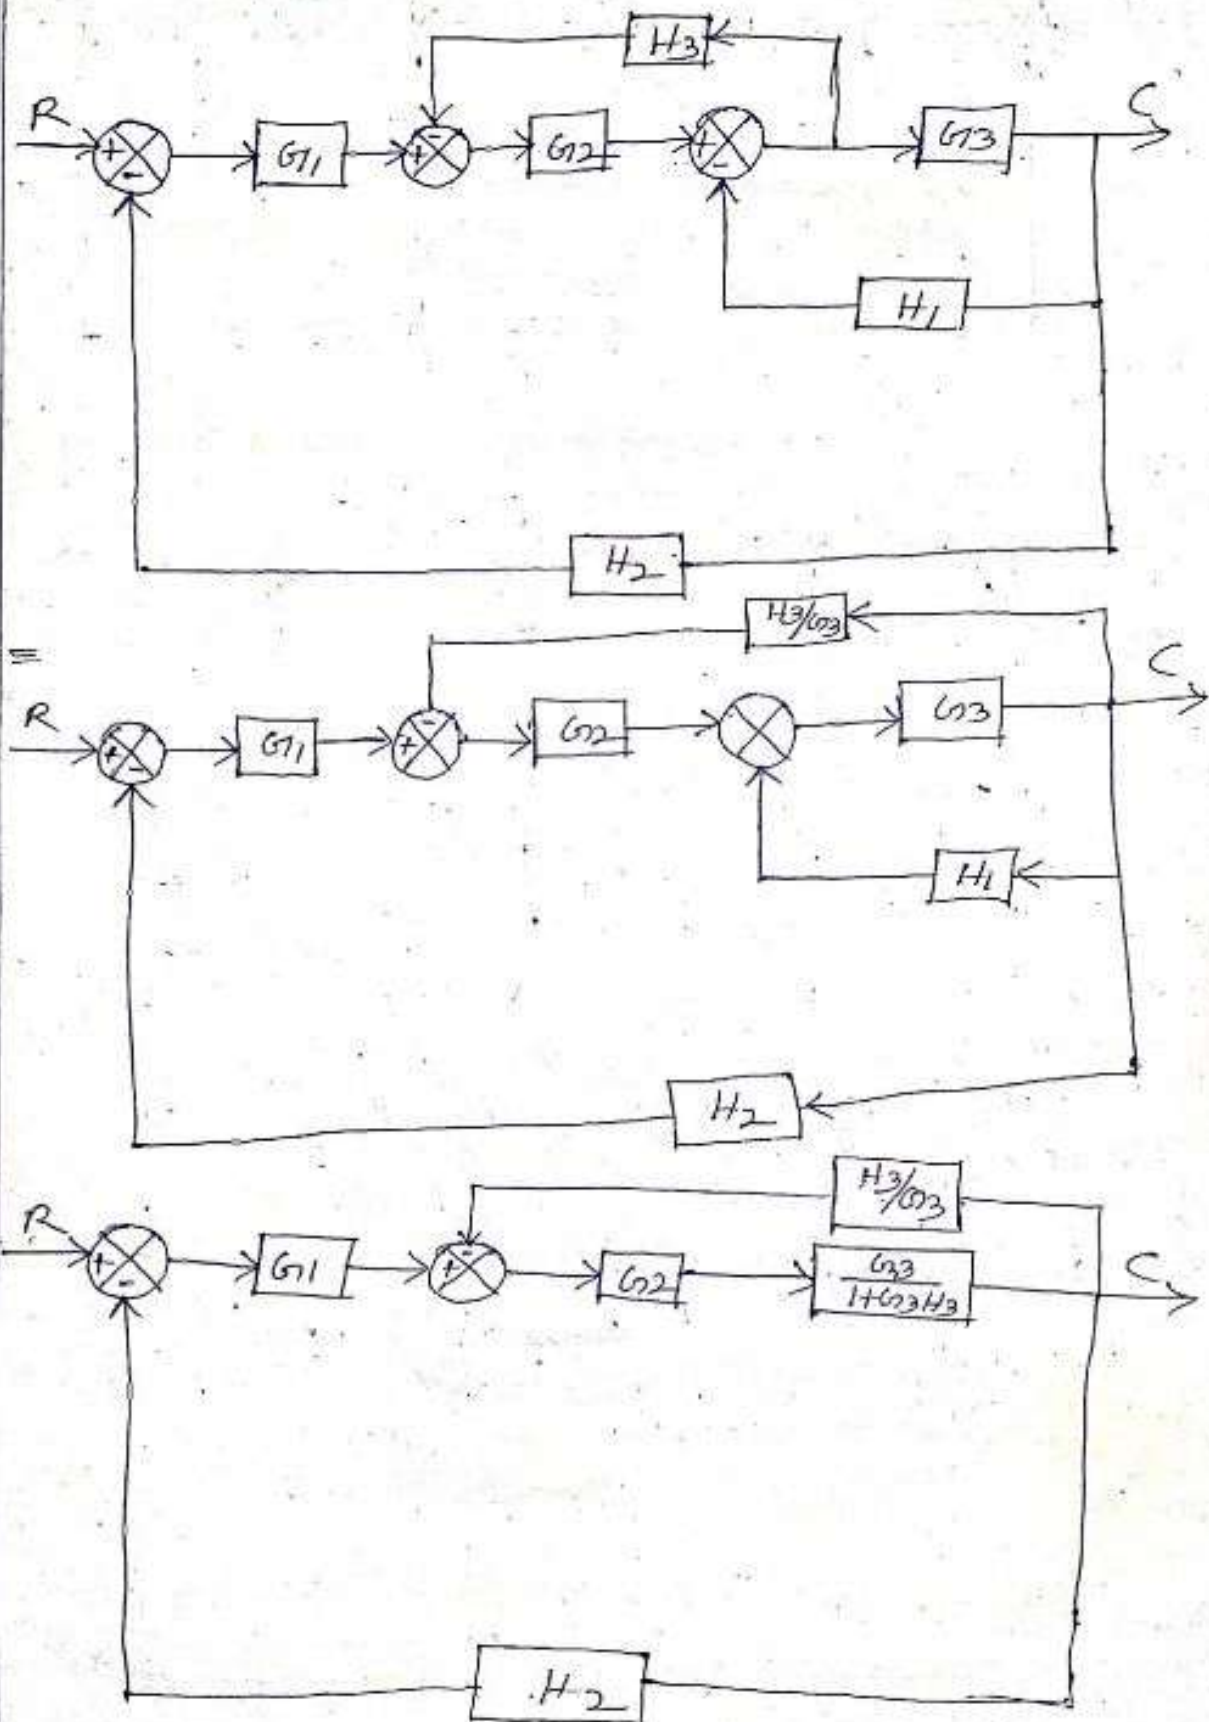 H3
R + - G1 + - G2 + - G3 C
H1
H2
H3/G3
=
R + - G1 + - G2 G3 C
H1
H2
H3/G3
R + - G1 + - G2 G3/1+G3H3 C
H2